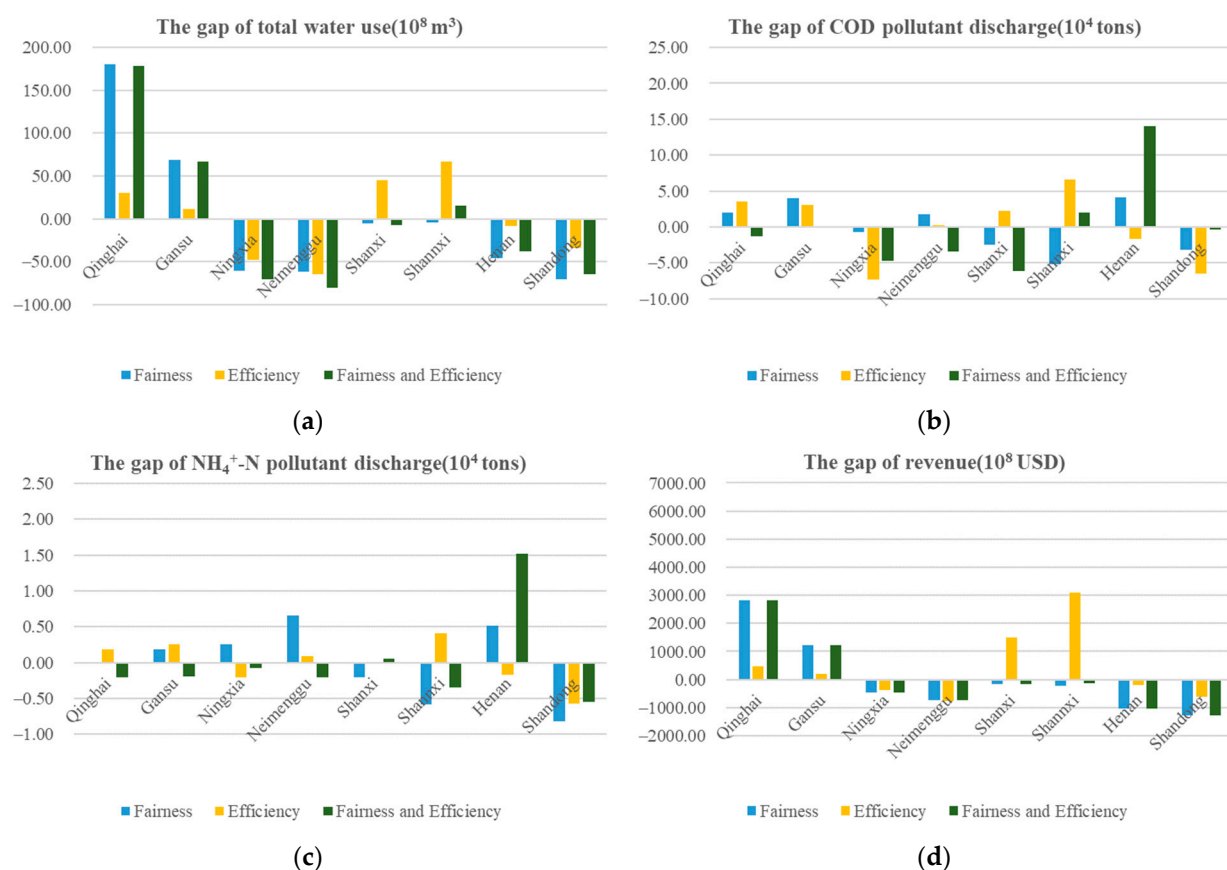 The gap of total water use(10⁸ m³)
200.00
150.00
100.00
50.00
0.00
−50.00
−100.00
Qinghai
Gansu
Ningxia
Neimenggu
Shanxi
Shannxi
Henan
Shandong
Fairness
Efficiency
Fairness and Efficiency
(a)
The gap of COD pollutant discharge(10⁴ tons)
25.00
20.00
15.00
10.00
5.00
0.00
−5.00
−10.00
Qinghai
Gansu
Ningxia
Neimenggu
Shanxi
Shannxi
Henan
Shandong
Fairness
Efficiency
Fairness and Efficiency
(b)
The gap of NH₄⁺-N pollutant discharge(10⁴ tons)
2.50
2.00
1.50
1.00
0.50
0.00
−0.50
−1.00
Qinghai
Gansu
Ningxia
Neimenggu
Shanxi
Shannxi
Henan
Shandong
Fairness
Efficiency
Fairness and Efficiency
(c)
The gap of revenue(10⁸ USD)
7000.00
6000.00
5000.00
4000.00
3000.00
2000.00
1000.00
0.00
−1000.00
−2000.00
Qinghai
Gansu
Ningxia
Neimenggu
Shanxi
Shannxi
Henan
Shandong
Fairness
Efficiency
Fairness and Efficiency
(d)